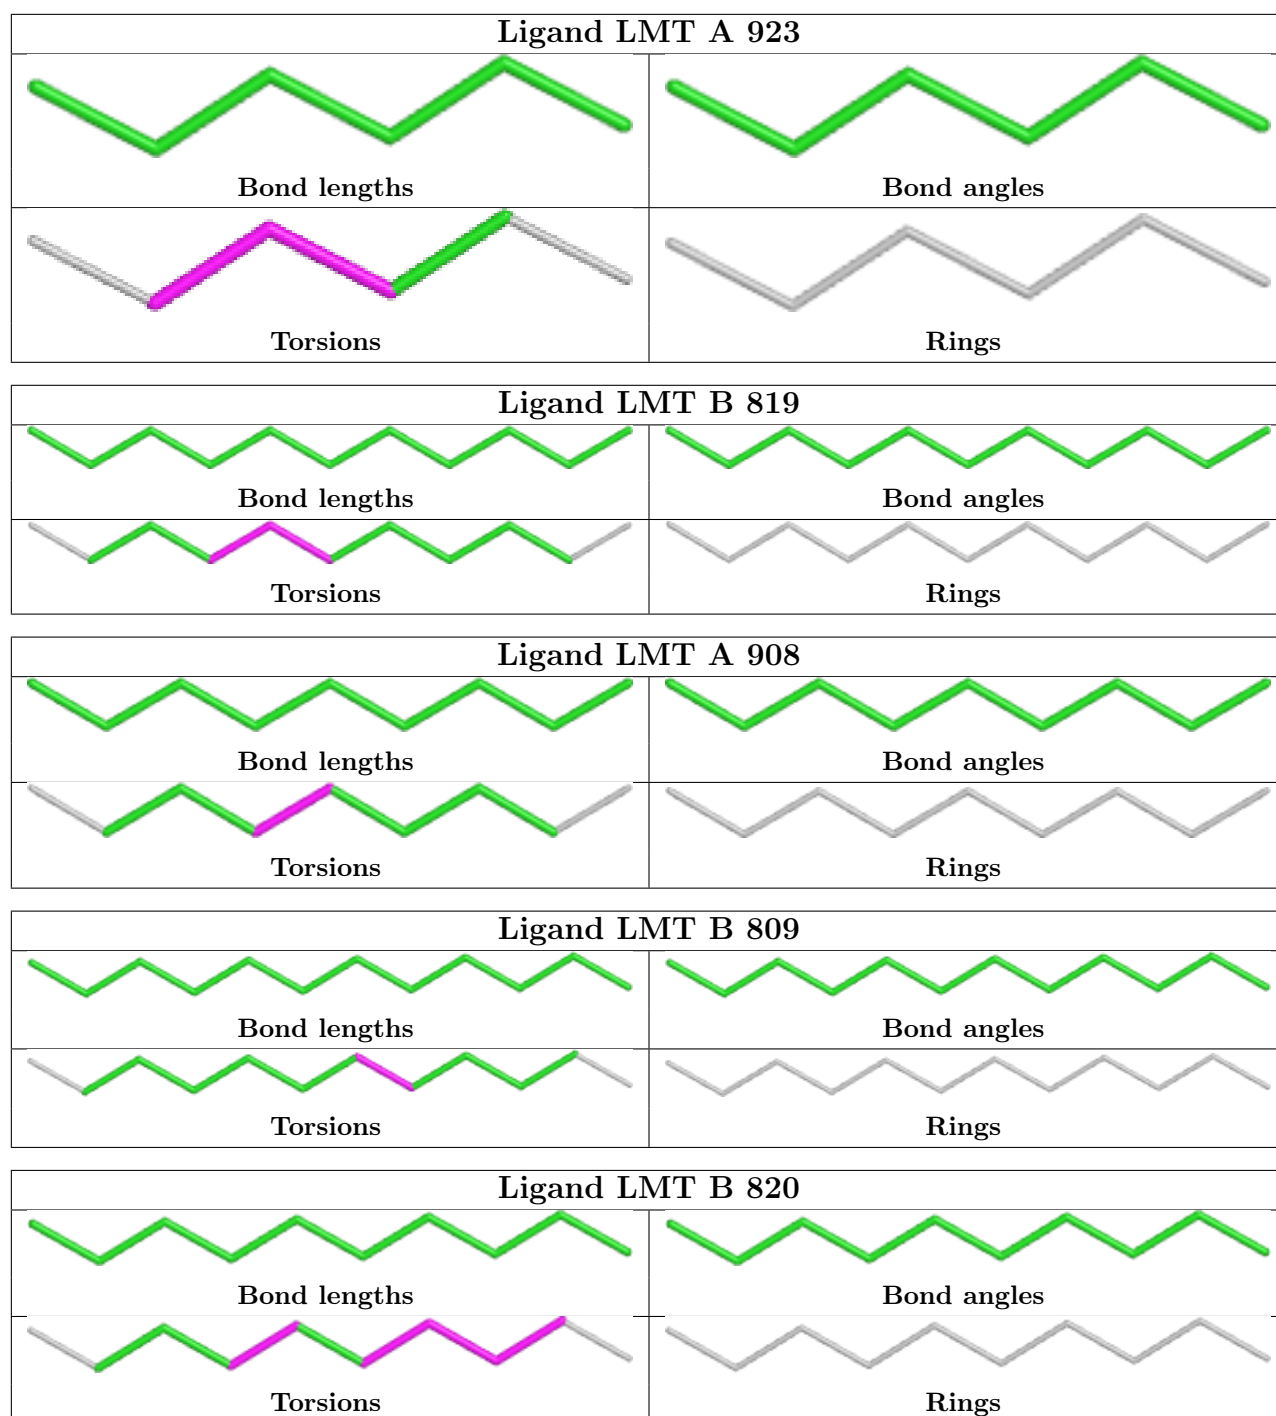 Ligand LMT A 923
Bond lengths
Bond angles
Torsions
Rings
Ligand LMT B 819
Bond lengths
Bond angles
Torsions
Rings
Ligand LMT A 908
Bond lengths
Bond angles
Torsions
Rings
Ligand LMT B 809
Bond lengths
Bond angles
Torsions
Rings
Ligand LMT B 820
Bond lengths
Bond angles
Torsions
Rings